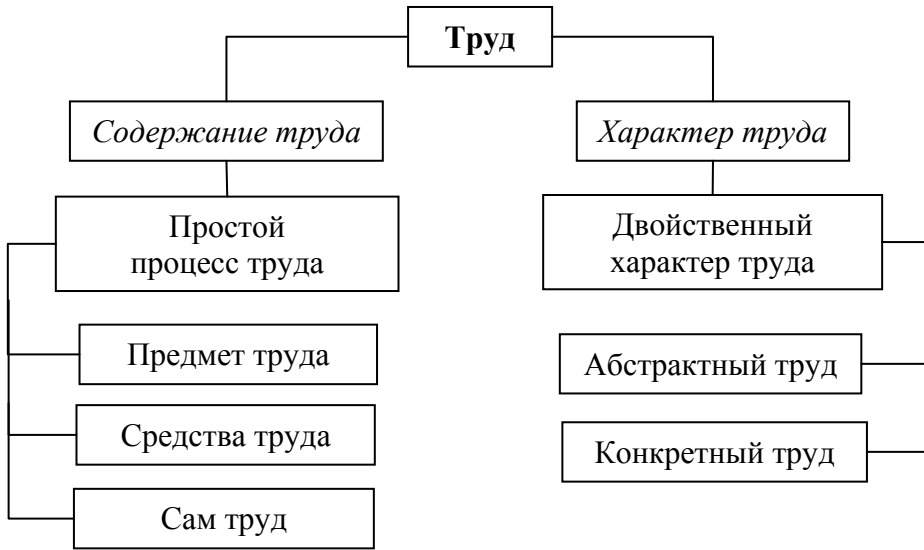 Труд
Содержание труда
Характер труда
Простой
процесс труда
Двойственный
характер труда
Предмет труда
Абстрактный труд
Средства труда
Конкретный труд
Сам труд